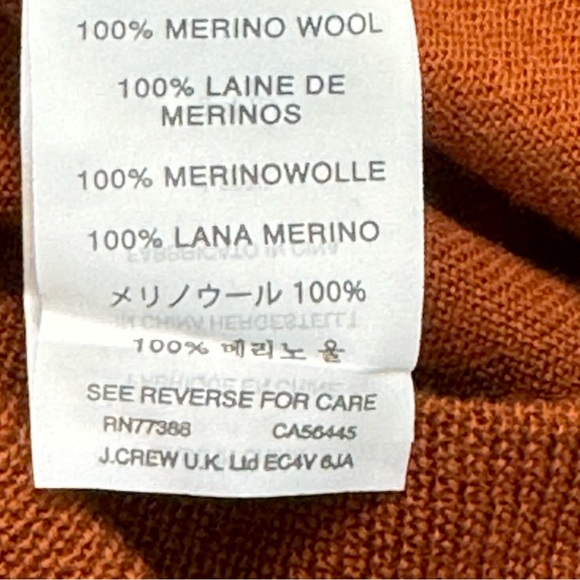 100% MERINO WOOL
100% LAINE DE
MERINOS
100% MERINOWOLLE
100% LANA MERINO
メリノウール 100%
100% 메리노 울
SEE REVERSE FOR CARE
RN77388 CA56445
J.CREW U.K. Ltd EC4V 6JA